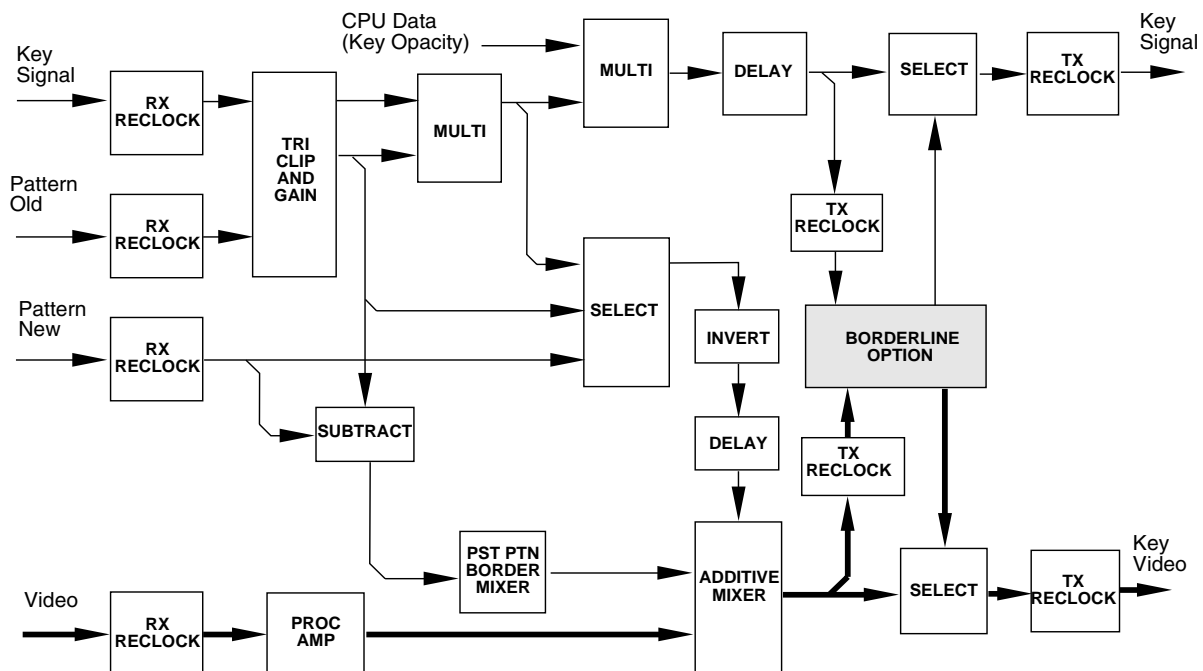 CPU Data
(Key Opacity)
Key
Signal
Key
Signal
RX
RECLOCK
TRI
CLIP
AND
GAIN
MULTI
MULTI
DELAY
SELECT
TX
RECLOCK
Pattern
Old
RX
RECLOCK
TX
RECLOCK
Pattern
New
RX
RECLOCK
SELECT
INVERT
BORDERLINE
OPTION
SUBTRACT
DELAY
TX
RECLOCK
PST PTN
BORDER
MIXER
ADDITIVE
MIXER
SELECT
TX
RECLOCK
Key
Video
Video
RX
RECLOCK
PROC
AMP